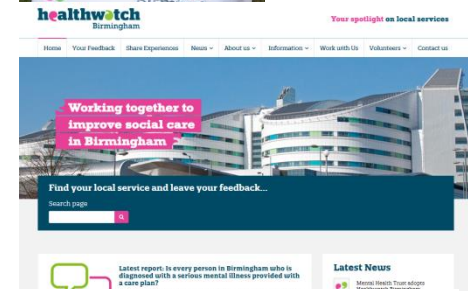 healthwatch
Birmingham
Your spotlight on local services
Home Your Feedback Share Experiences News About us Information Work with Us Volunteers Contact us
Working together to
improve social care
in Birmingham
Find your local service and leave your feedback...
Search page
Latest report: Is every person in Birmingham who is
diagnosed with a serious mental illness provided with
a care plan?
Latest News
Mental Health Trust adopts
Healthwatch Birmingham